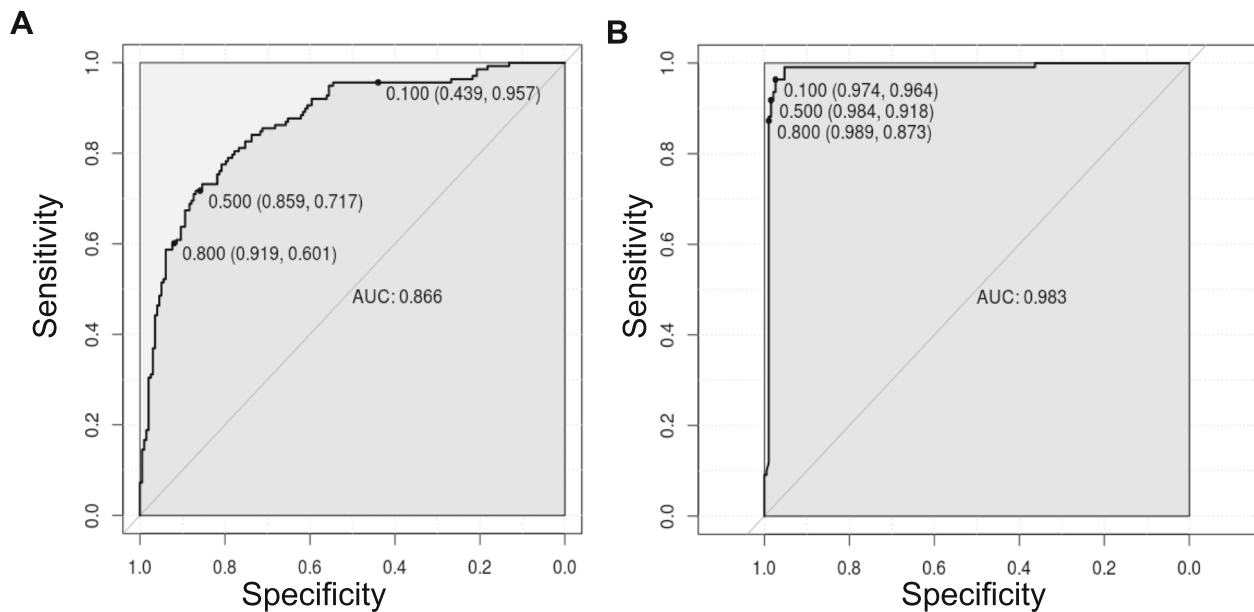 A
1.0
0.8
0.6
0.4
0.2
0.0
Sensitivity
0.100 (0.439, 0.957)
0.500 (0.859, 0.717)
0.800 (0.919, 0.601)
AUC: 0.866
1.0 0.8 0.6 0.4 0.2 0.0
Specificity
B
1.0
0.8
0.6
0.4
0.2
0.0
Sensitivity
0.100 (0.974, 0.964)
0.500 (0.984, 0.918)
0.800 (0.989, 0.873)
AUC: 0.983
1.0 0.8 0.6 0.4 0.2 0.0
Specificity